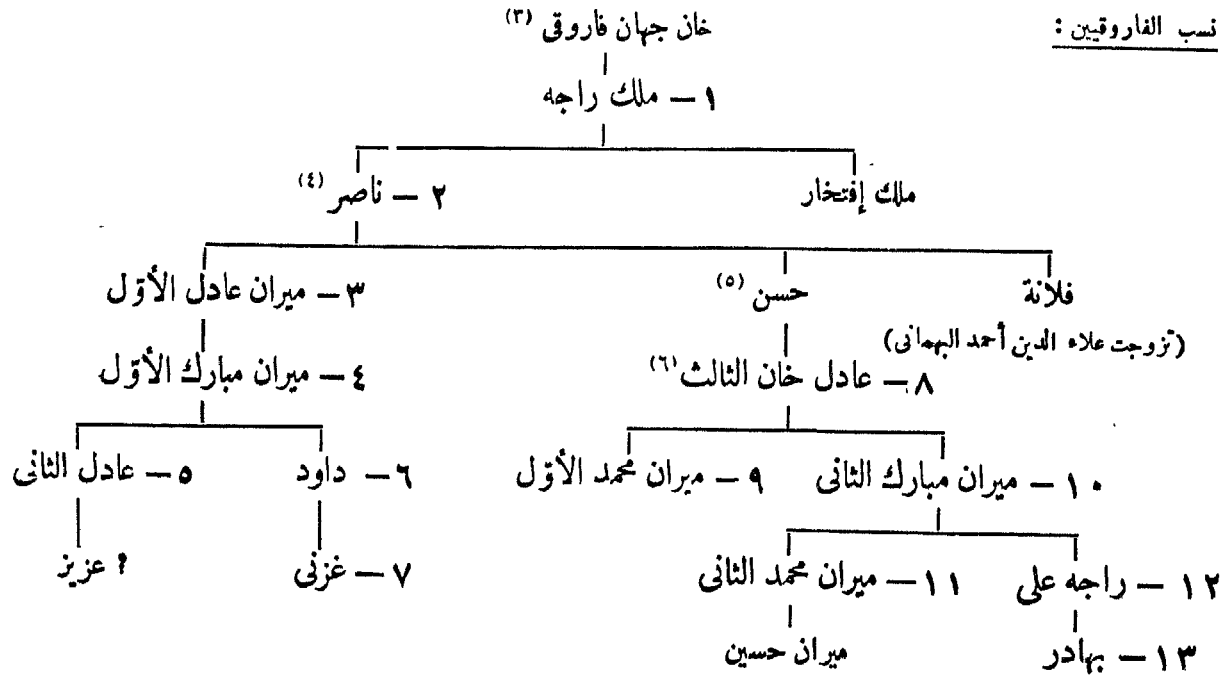 نسب الفاروقيين :
خان جهان فاروقى (٣)
١ — ملك راجه
ملك إفتخار ٢ — ناصر (٤)
فلانة حسن (٥) ٣ — ميران عادل الأوّل
(تزوجت علاء الدين أحمد البهمانى)
٨ — عادل خان الثالث (٦) ٤ — ميران مبارك الأوّل
١٠ — ميران مبارك الثانى ٩ — ميران محمد الأوّل ٦ — داود ٥ — عادل الثانى
١٢ — راجه على ١١ — ميران محمد الثانى ٧ — غزنى ? عزيز
١٣ — بهادر ميران حسين